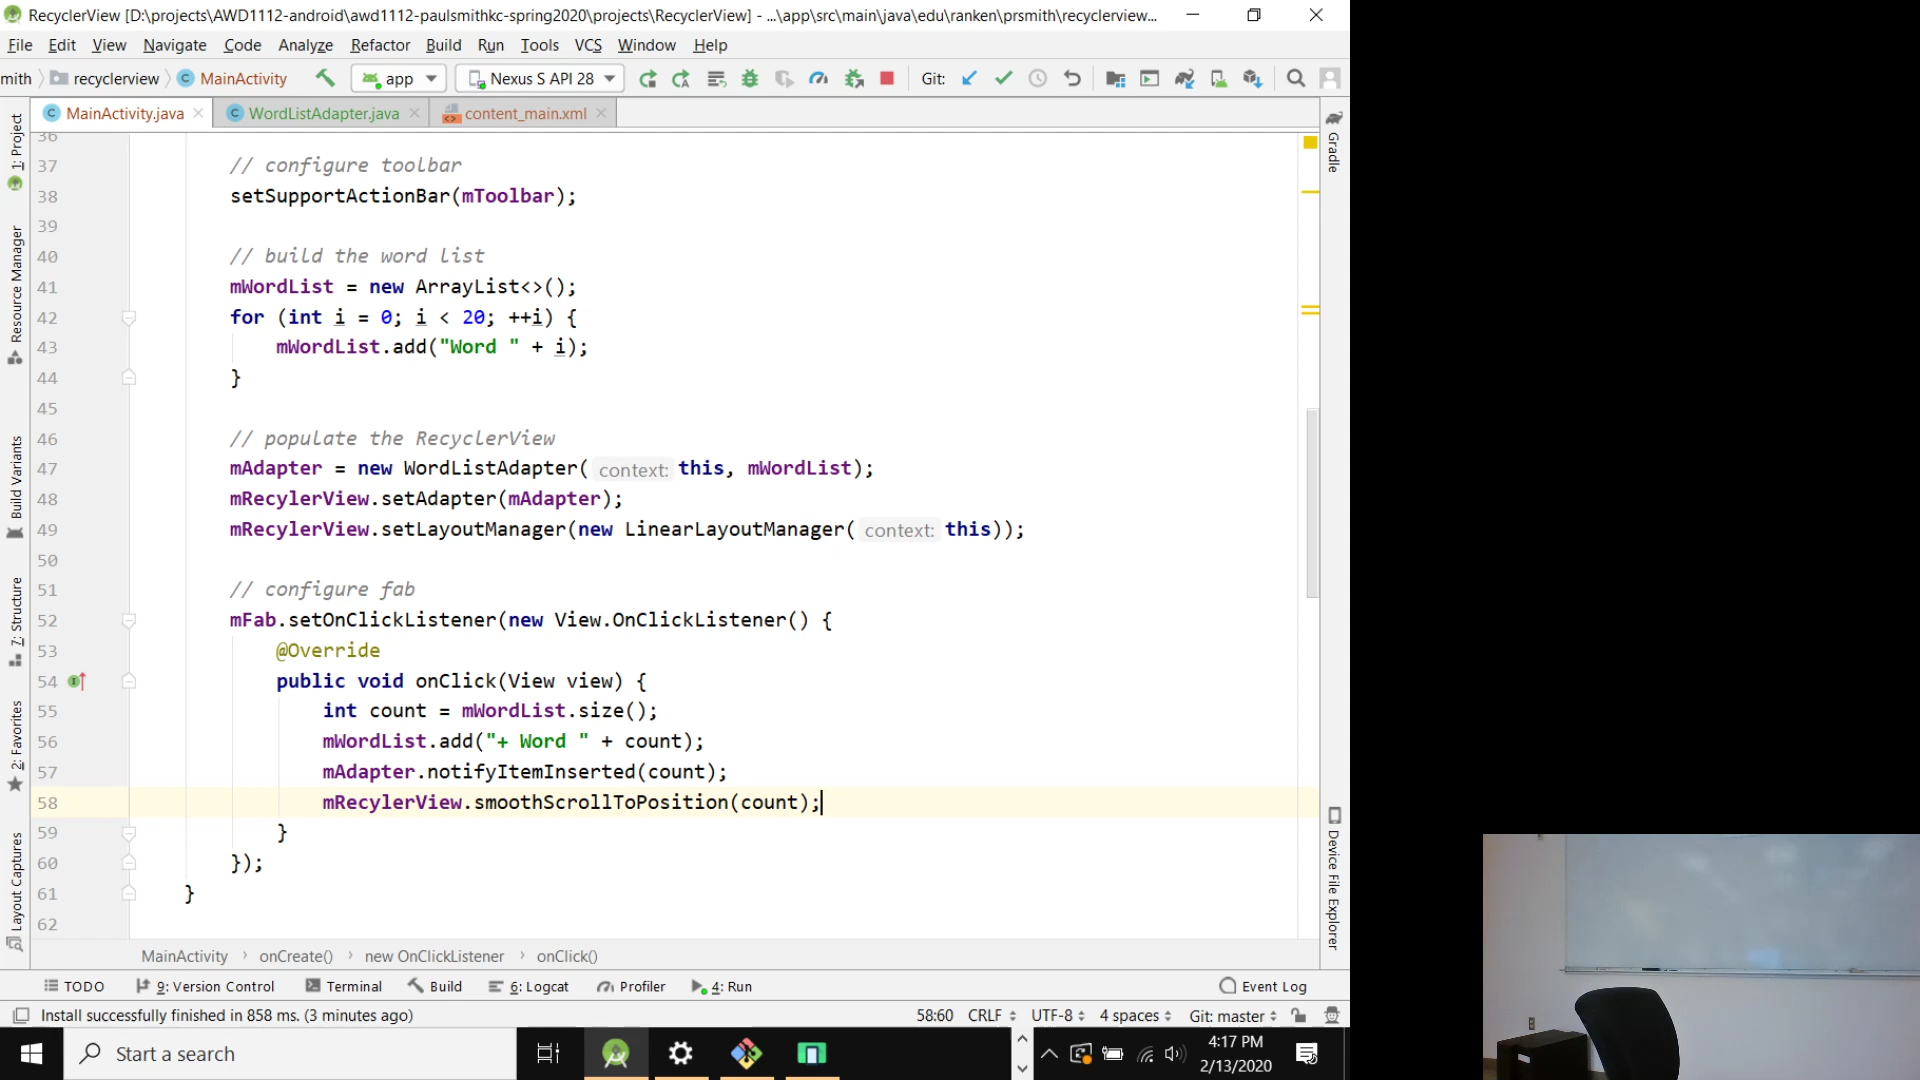 RecyclerView [D:\projects\AWD1112-android\awd1112-paulsmithkc-spring2020\projects\RecyclerView] - ...\app\src\main\java\edu\ranken\prsmith\recyclerview...
File Edit View Navigate Code Analyze Refactor Build Run Tools VCS Window Help
mith recyclerview MainActivity app Nexus S API 28 Git:
MainActivity.java WordListAdapter.java content_main.xml
36
37 // configure toolbar
38 setSupportActionBar(mToolbar);
39
40 // build the word list
41 mWordList = new ArrayList<>();
42 for (int i = 0; i < 20; ++i) {
43 mWordList.add("Word " + i);
44 }
45
46 // populate the RecyclerView
47 mAdapter = new WordListAdapter( context: this, mWordList);
48 mRecylerView.setAdapter(mAdapter);
49 mRecylerView.setLayoutManager(new LinearLayoutManager( context: this));
50
51 // configure fab
52 mFab.setOnClickListener(new View.OnClickListener() {
53 @Override
54 public void onClick(View view) {
55 int count = mWordList.size();
56 mWordList.add("+ Word " + count);
57 mAdapter.notifyItemInserted(count);
58 mRecylerView.smoothScrollToPosition(count);
59 }
60 });
61 }
62
1: Project
Resource Manager
Build Variants
7: Structure
2: Favorites
Layout Captures
Gradle
Device File Explorer
MainActivity › onCreate() › new OnClickListener › onClick()
TODO 9: Version Control Terminal Build 6: Logcat Profiler 4: Run Event Log
Install successfully finished in 858 ms. (3 minutes ago) 58:60 CRLF UTF-8 4 spaces Git: master
Start a search
4:17 PM
2/13/2020